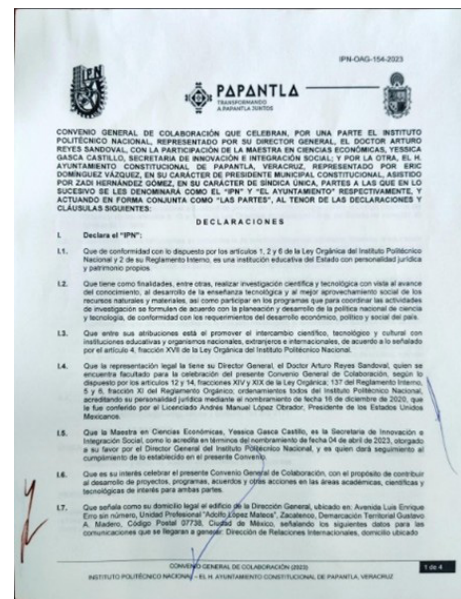 IPN-OAG-154-2023
IPN
PAPANTLA
TRANSFORMANDO
A PAPANTLA JUNTOS
CONVENIO GENERAL DE COLABORACIÓN QUE CELEBRAN, POR UNA PARTE EL INSTITUTO
POLITÉCNICO NACIONAL, REPRESENTADO POR SU DIRECTOR GENERAL, EL DOCTOR ARTURO
REYES SANDOVAL, CON LA PARTICIPACIÓN DE LA MAESTRA EN CIENCIAS ECONÓMICAS, YESSICA
GASCA CASTILLO, SECRETARIA DE INNOVACIÓN E INTEGRACIÓN SOCIAL; Y POR LA OTRA, EL H.
AYUNTAMIENTO CONSTITUCIONAL DE PAPANTLA, VERACRUZ, REPRESENTADO POR ERIC
DOMÍNGUEZ VÁZQUEZ, EN SU CARÁCTER DE PRESIDENTE MUNICIPAL CONSTITUCIONAL, ASISTIDO
POR ZADI HERNÁNDEZ GÓMEZ, EN SU CARÁCTER DE SÍNDICA ÚNICA, PARTES A LAS QUE EN LO
SUCESIVO SE LES DENOMINARÁ COMO EL "IPN" Y "EL AYUNTAMIENTO" RESPECTIVAMENTE, Y
ACTUANDO EN FORMA CONJUNTA COMO "LAS PARTES", AL TENOR DE LAS DECLARACIONES Y
CLÁUSULAS SIGUIENTES:
DECLARACIONES
I. Declara el "IPN":
I.1. Que de conformidad con lo dispuesto por los artículos 1, 2 y 6 de la Ley Orgánica del Instituto Politécnico
Nacional y 2 de su Reglamento Interno, es una institución educativa del Estado con personalidad jurídica
y patrimonio propios.
I.2. Que tiene como finalidades, entre otras, realizar investigación científica y tecnológica con vista al avance
del conocimiento, al desarrollo de la enseñanza tecnológica y al mejor aprovechamiento social de los
recursos naturales y materiales, así como participar en los programas que para coordinar las actividades
de investigación se formulen de acuerdo con la planeación y desarrollo de la política nacional de ciencia
y tecnología, de conformidad con los requerimientos del desarrollo económico, político y social del país.
I.3. Que entre sus atribuciones está el promover el intercambio científico, tecnológico y cultural con
instituciones educativas y organismos nacionales, extranjeros e internacionales, de acuerdo a lo señalado
por el artículo 4, fracción XVII de la Ley Orgánica del Instituto Politécnico Nacional.
I.4. Que la representación legal la tiene su Director General, el Doctor Arturo Reyes Sandoval, quien se
encuentra facultado para la celebración del presente Convenio General de Colaboración, según lo
dispuesto por los artículos 12 y 14, fracciones XIV y XIX de la Ley Orgánica; 137 del Reglamento Interno,
5 y 6, fracción XI del Reglamento Orgánico; ordenamientos todos del Instituto Politécnico Nacional,
acreditando su personalidad jurídica mediante el nombramiento de fecha 16 de diciembre de 2020, que
le fue conferido por el Licenciado Andrés Manuel López Obrador, Presidente de los Estados Unidos
Mexicanos.
I.5. Que la Maestra en Ciencias Económicas, Yessica Gasca Castillo, es la Secretaria de Innovación e
Integración Social, como lo acredita en términos del nombramiento de fecha 04 de abril de 2023, otorgado
a su favor por el Director General del Instituto Politécnico Nacional, y es quien dará seguimiento al
cumplimiento de lo establecido en el presente Convenio.
I.6. Que es su interés celebrar el presente Convenio General de Colaboración, con el propósito de contribuir
al desarrollo de proyectos, programas, acuerdos y otras acciones en las áreas académicas, científicas y
tecnológicas de interés para ambas partes.
I.7. Que señala como su domicilio legal el edificio de la Dirección General, ubicado en: Avenida Luis Enrique
Erro sin número, Unidad Profesional "Adolfo López Mateos", Zacatenco, Demarcación Territorial Gustavo
A. Madero, Código Postal 07738, Ciudad de México, señalando los siguientes datos para las
comunicaciones que se llegaran a generar: Dirección de Relaciones Internacionales, domicilio ubicado
CONVENIO GENERAL DE COLABORACIÓN (2023)
INSTITUTO POLITÉCNICO NACIONAL – EL H. AYUNTAMIENTO CONSTITUCIONAL DE PAPANTLA, VERACRUZ
1 de 4